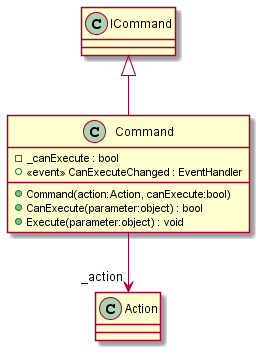 C ICommand
C Command
_canExecute : bool
«event» CanExecuteChanged : EventHandler
Command(action:Action, canExecute:bool)
CanExecute(parameter:object) : bool
Execute(parameter:object) : void
_action
C Action